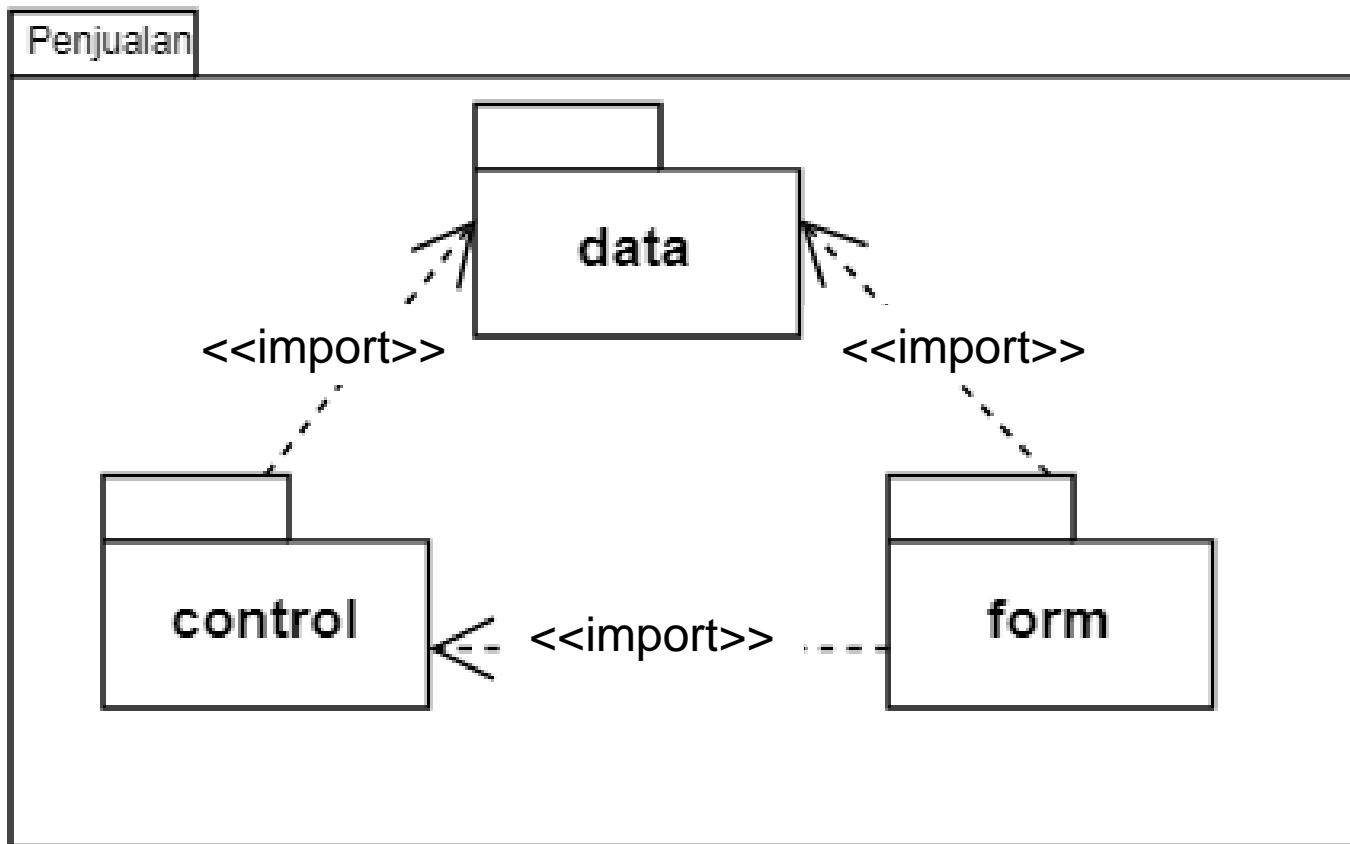 Penjualan
data
<<import>>
<<import>>
control
<<import>>
form